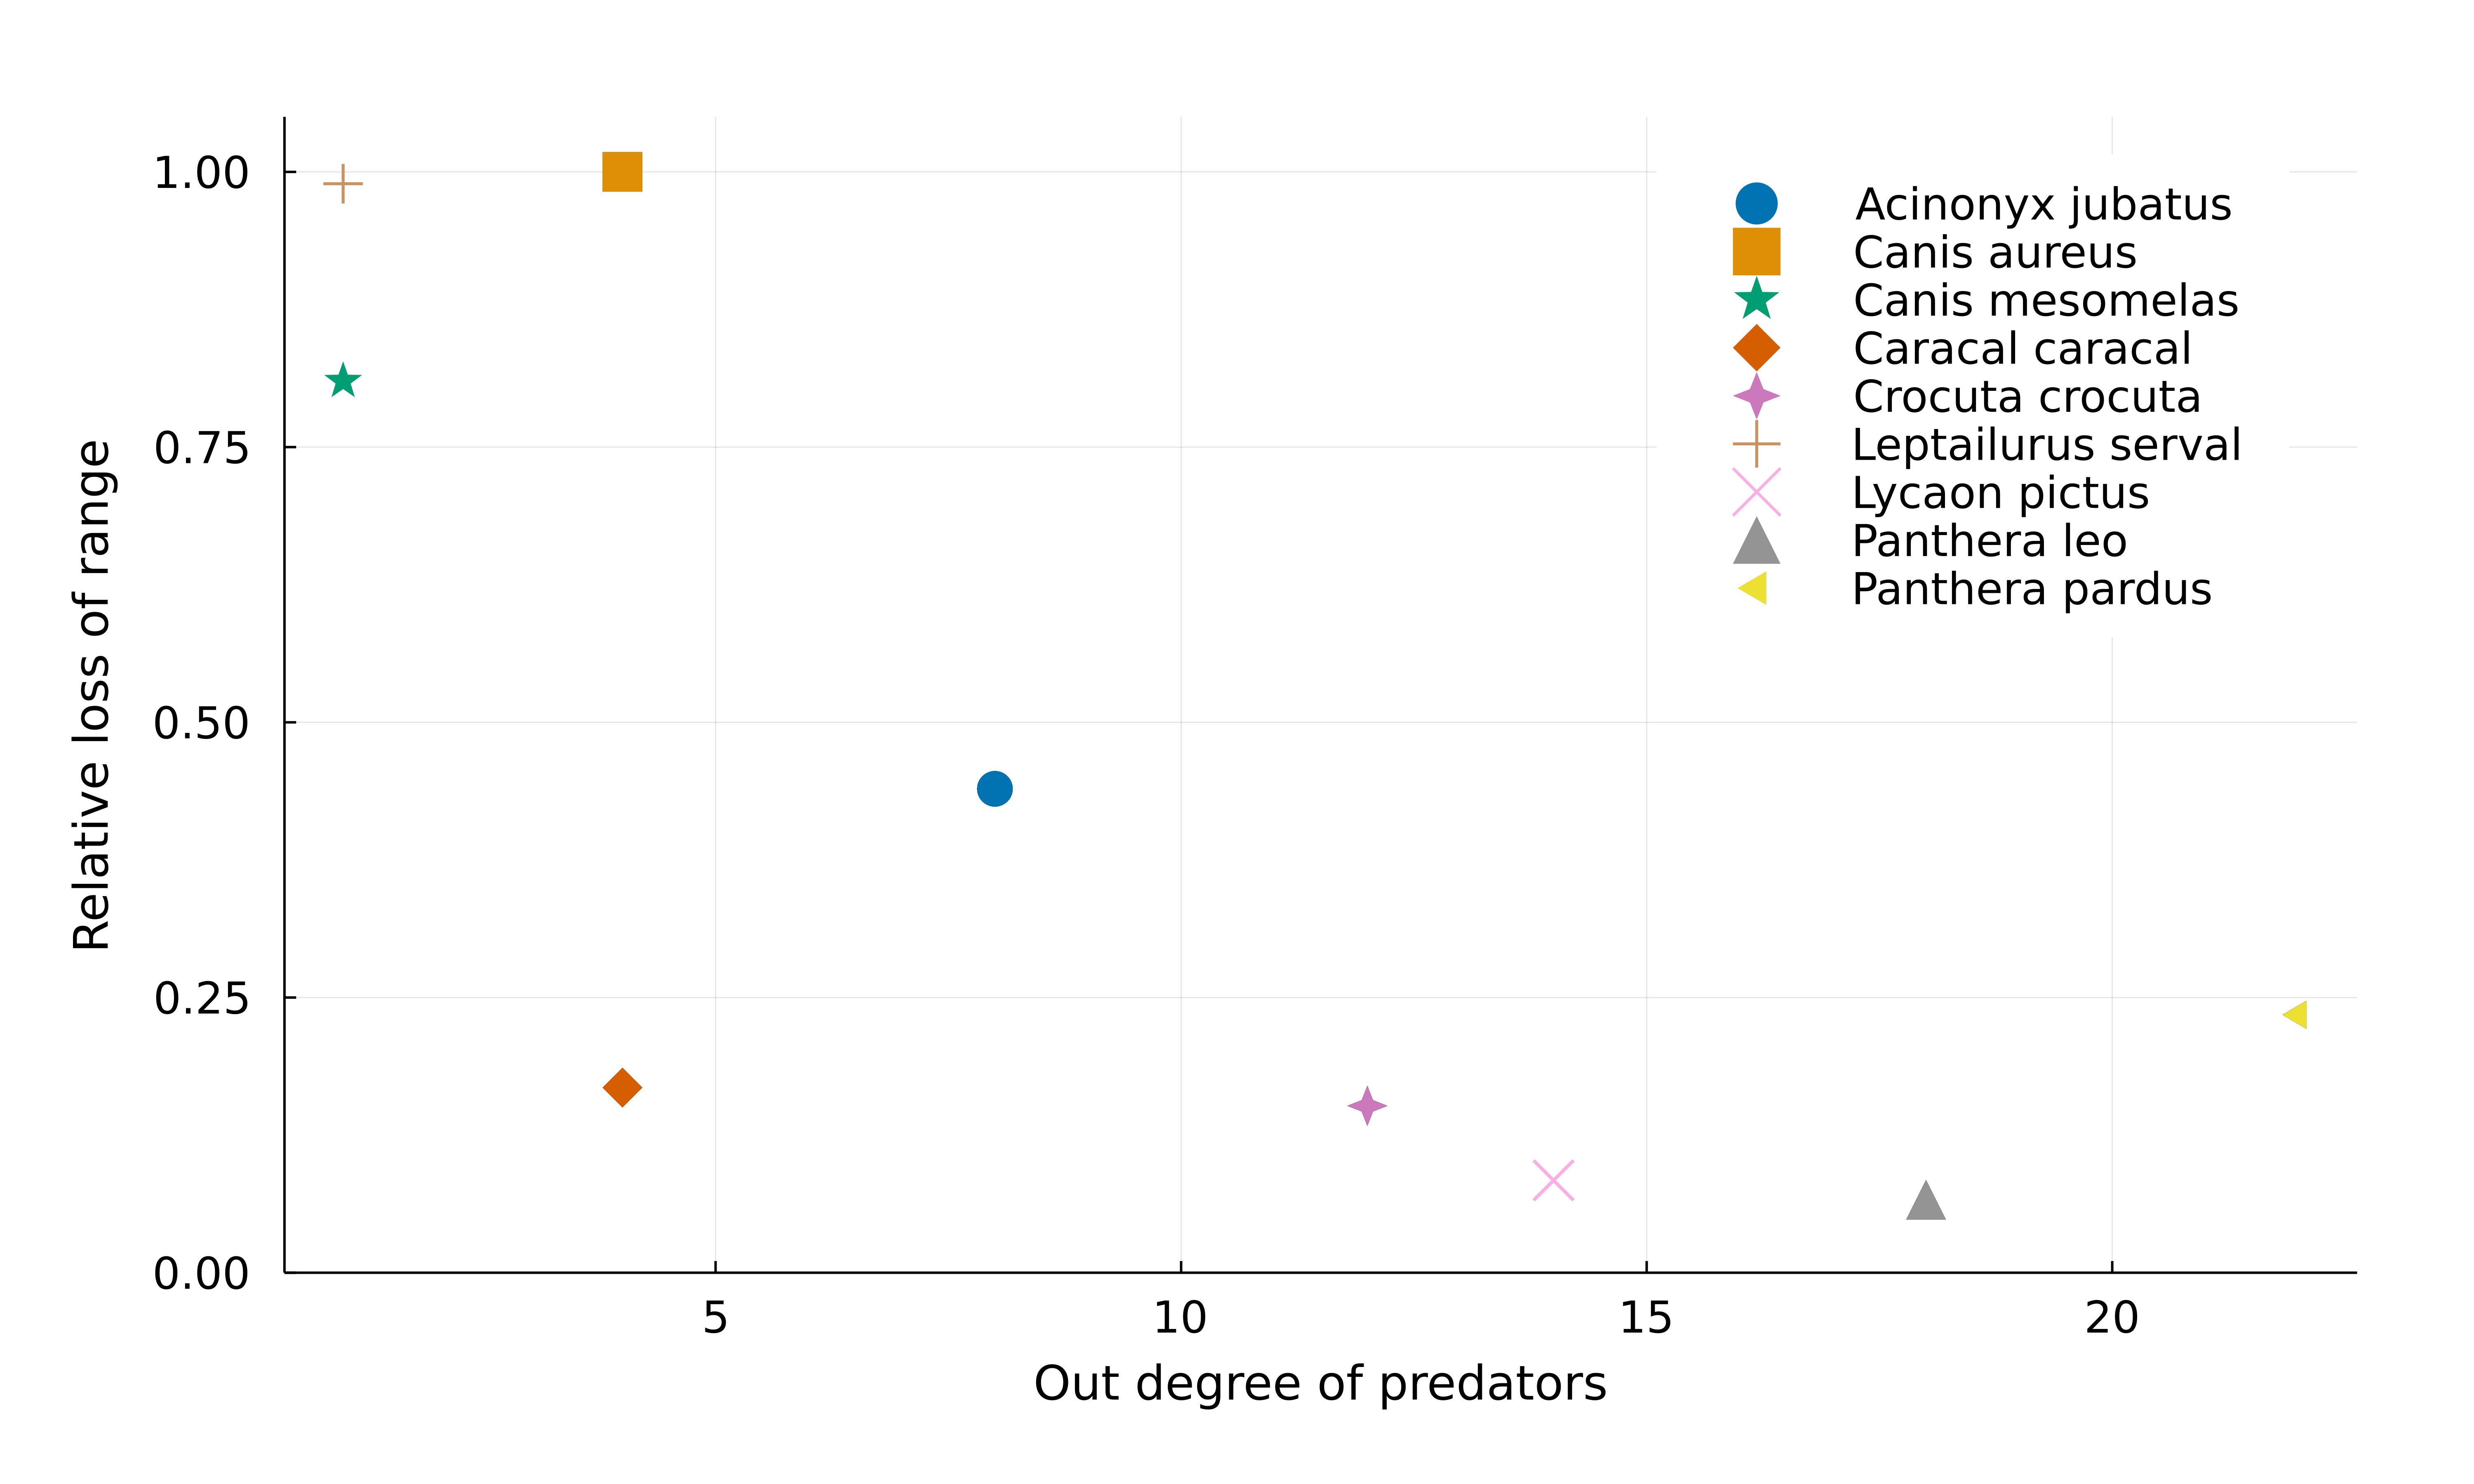 1.00
0.75
0.50
0.25
0.00
Relative loss of range
Acinonyx jubatus
Canis aureus
Canis mesomelas
Caracal caracal
Crocuta crocuta
Leptailurus serval
Lycaon pictus
Panthera leo
Panthera pardus
5 10 15 20
Out degree of predators